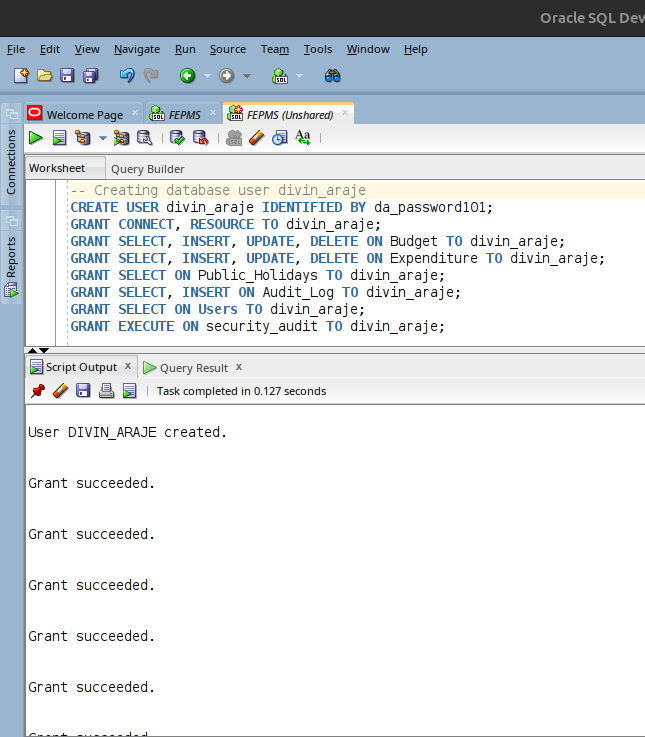 Oracle SQL Dev
File Edit View Navigate Run Source Team Tools Window Help
SQL SQL
Welcome Page FEPMS FEPMS (Unshared)
Connections
Reports
Worksheet Query Builder
-- Creating database user divin_araje
CREATE USER divin_araje IDENTIFIED BY da_password101;
GRANT CONNECT, RESOURCE TO divin_araje;
GRANT SELECT, INSERT, UPDATE, DELETE ON Budget TO divin_araje;
GRANT SELECT, INSERT, UPDATE, DELETE ON Expenditure TO divin_araje;
GRANT SELECT ON Public_Holidays TO divin_araje;
GRANT SELECT, INSERT ON Audit_Log TO divin_araje;
GRANT SELECT ON Users TO divin_araje;
GRANT EXECUTE ON security_audit TO divin_araje;
Script Output x Query Result x
Task completed in 0.127 seconds
User DIVIN_ARAJE created.
Grant succeeded.
Grant succeeded.
Grant succeeded.
Grant succeeded.
Grant succeeded.
Grant succeeded.